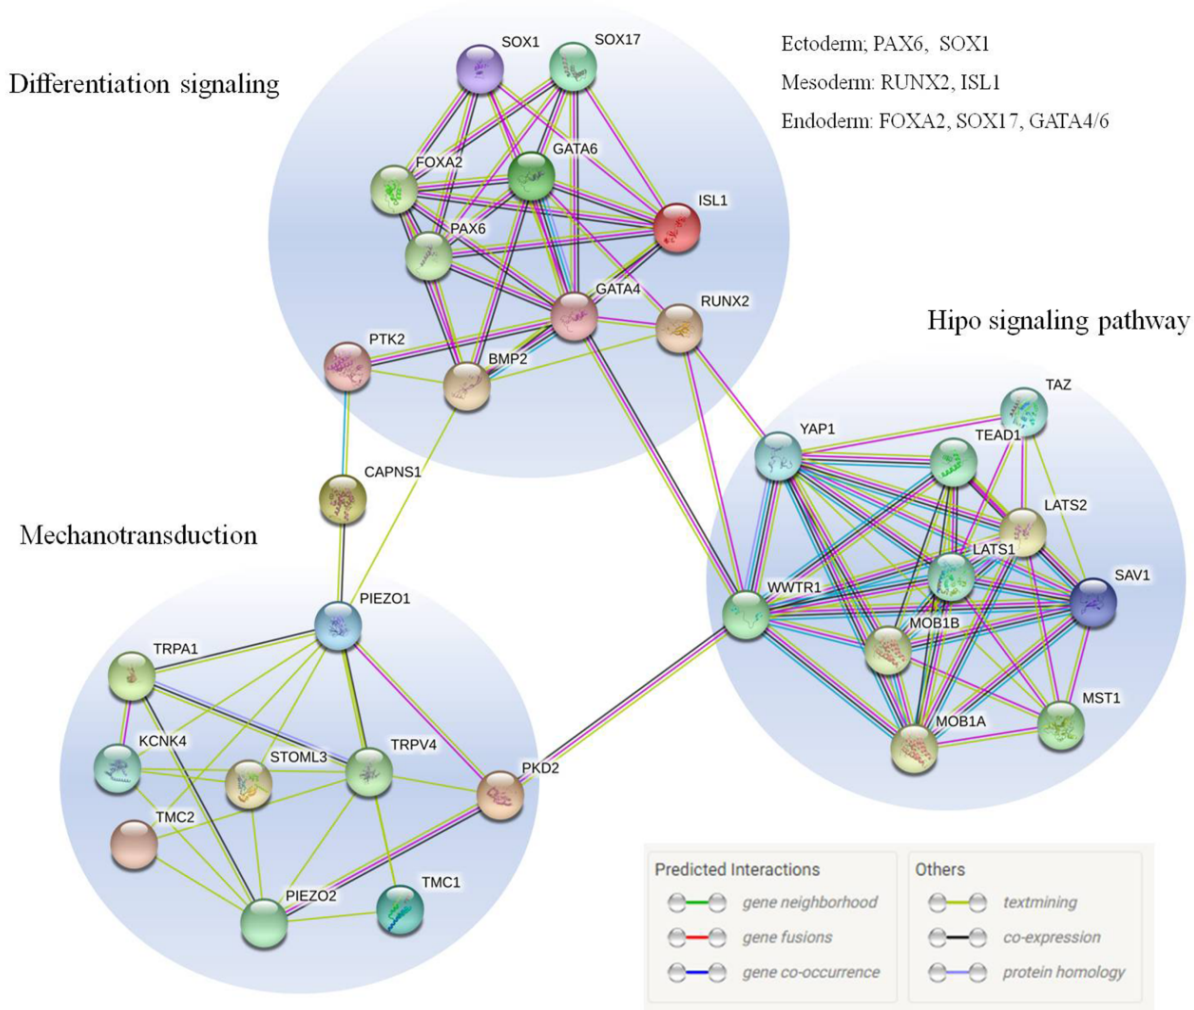 SOX1
SOX17
Ectoderm; PAX6, SOX1
Differentiation signaling
Mesoderm: RUNX2, ISL1
Endoderm: FOXA2, SOX17, GATA4/6
GATA6
FOXA2
ISL1
PAX6
GATA4
RUNX2
Hipo signaling pathway
PTK2
BMP2
TAZ
YAP1
TEAD1
CAPNS1
LATS2
Mechanotransduction
LATS1
SAV1
WWTR1
PIEZO1
MOB1B
TRPA1
MST1
MOB1A
KCNK4
TRPV4
STOML3
PKD2
TMC2
PIEZO2
TMC1
Predicted Interactions
gene neighborhood
gene fusions
gene co-occurrence
Others
textmining
co-expression
protein homology